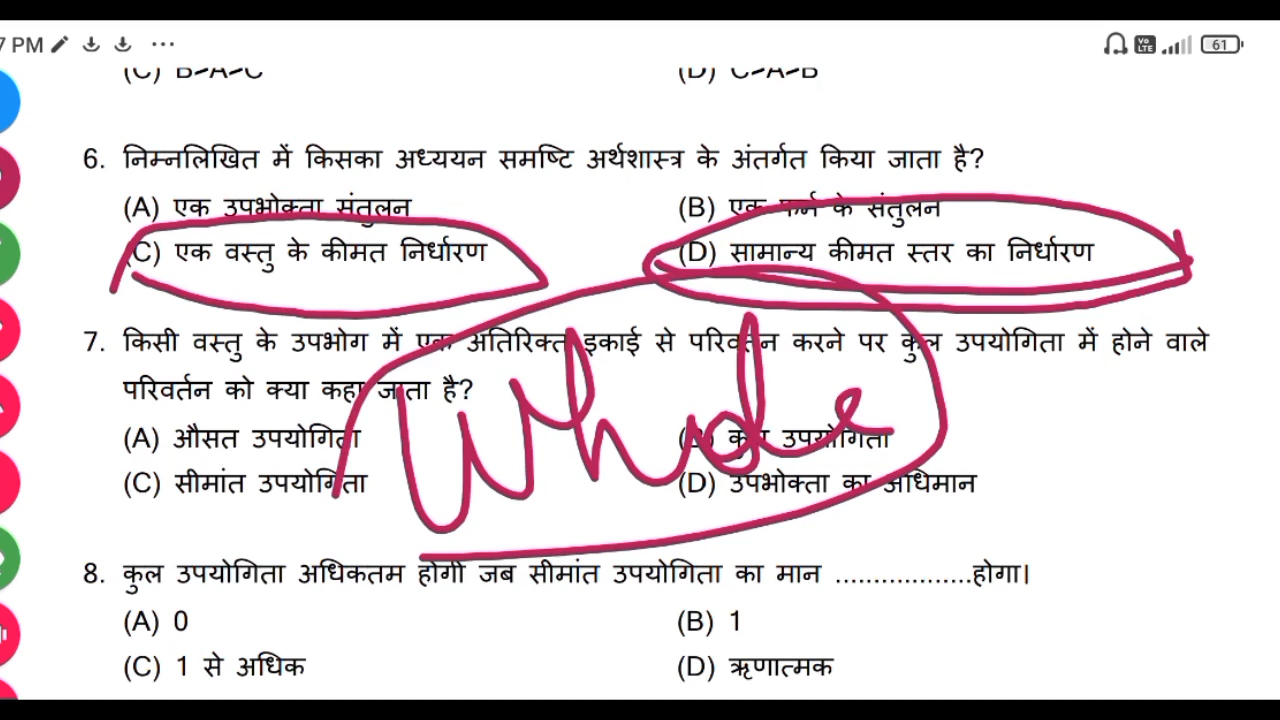 7 PM
Vo LTE
61
(C) B>A>C (D) C>A>B
6. निम्नलिखित में किसका अध्ययन समष्टि अर्थशास्त्र के अंतर्गत किया जाता है?
(A) एक उपभोक्ता संतुलन (B) एक फर्म के संतुलन
(C) एक वस्तु के कीमत निर्धारण (D) सामान्य कीमत स्तर का निर्धारण
7. किसी वस्तु के उपभोग में एक अतिरिक्त इकाई से परिवर्तन करने पर कुल उपयोगिता में होने वाले
परिवर्तन को क्या कहा जाता है?
Whole
(A) औसत उपयोगिता (B) कुल उपयोगिता
(C) सीमांत उपयोगिता (D) उपभोक्ता का अधिमान
8. कुल उपयोगिता अधिकतम होगी जब सीमांत उपयोगिता का मान ..................होगा।
(A) 0 (B) 1
(C) 1 से अधिक (D) ऋणात्मक